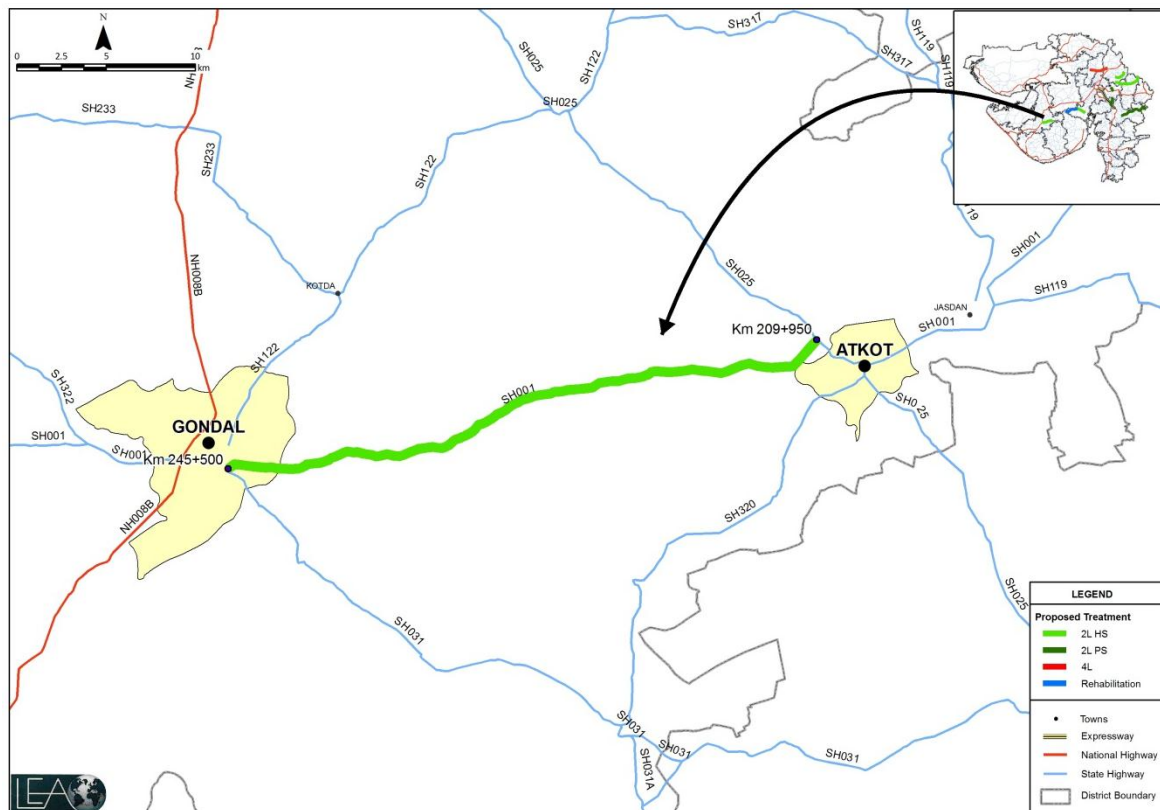 N
0 2.5 5 10
km
SH233
SH233
NH008B
NH008B
SH025
SH122
SH025
SH122
SH317
SH317
SH119
SH119
SH001
SH119
SH001
JASDAN
SH025
KOTDA
SH122
SH322
SH001
SH001
GONDAL
Km 245+500
SH001
Km 209+950
ATKOT
SH0 25
SH320
SH025
SH031
SH031
SH031
SH031A
SH031
LEGEND
Proposed Treatment
2L HS
2L PS
4L
Rehabilitation
Towns
Expressway
National Highway
State Highway
District Boundary
LEA